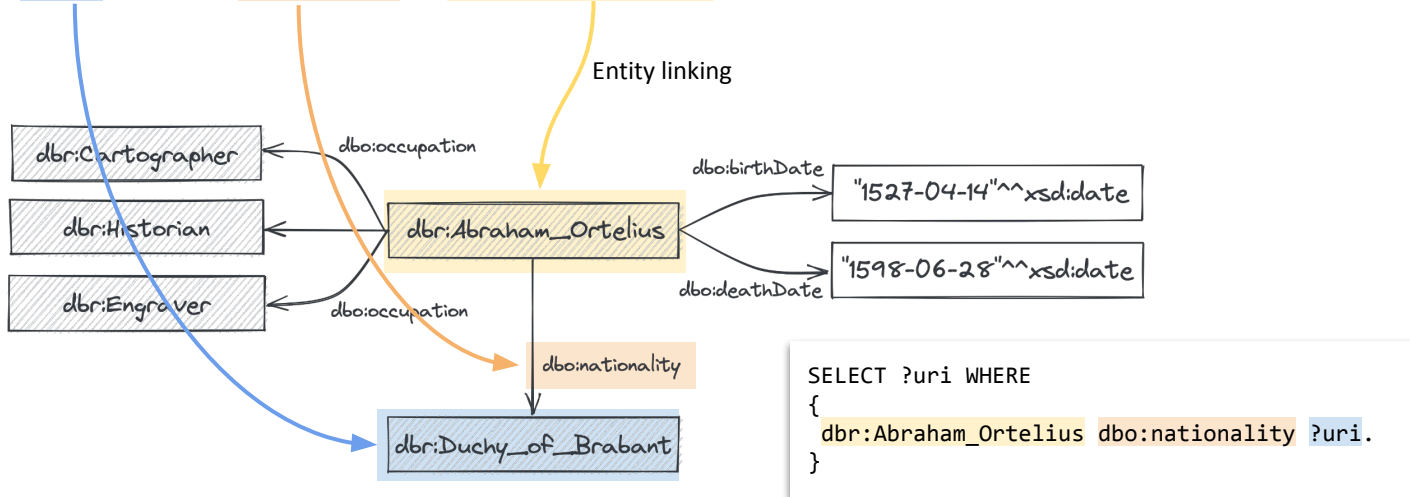 Entity linking
dbo:occupation
dbr:Cartographer
dbo:birthDate
"1527-04-14"^^xsd:date
dbr:Historian
dbr:Abraham_Ortelius
"1598-06-28"^^xsd:date
dbo:deathDate
dbr:Engraver
dbo:occupation
dbo:nationality
dbr:Duchy_of_Brabant
SELECT ?uri WHERE
{
dbr:Abraham_Ortelius dbo:nationality ?uri.
}